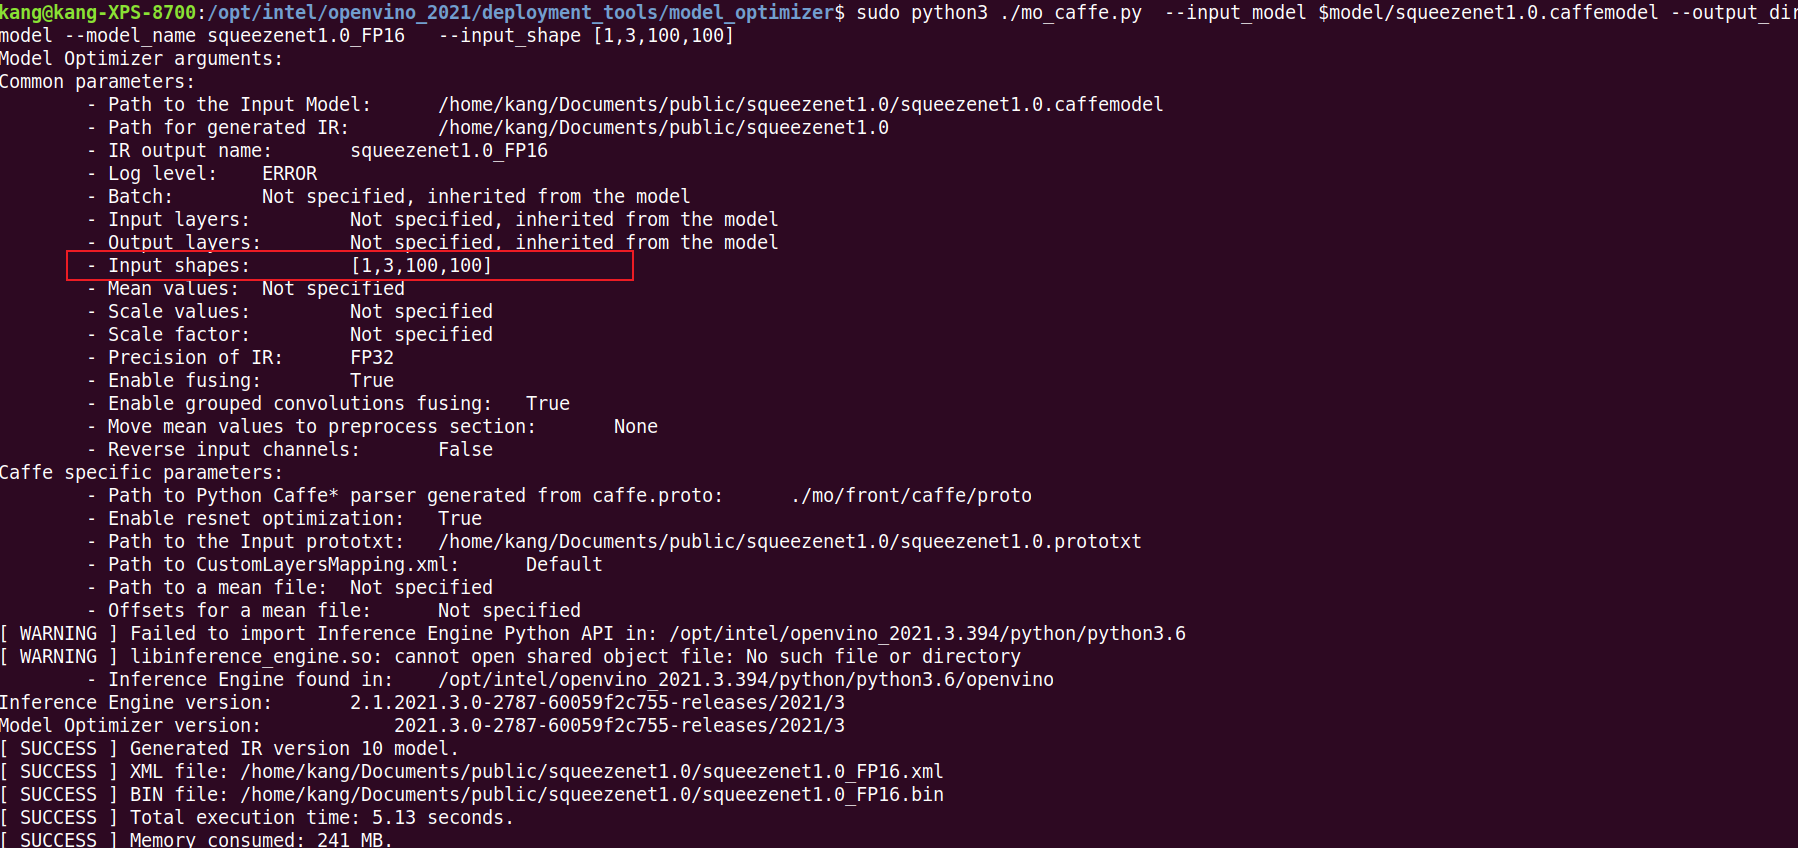 kang@kang-XPS-8700:/opt/intel/openvino_2021/deployment_tools/model_optimizer$ sudo python3 ./mo_caffe.py  --input_model $model/squeezenet1.0.caffemodel --output_dir
model --model_name squeezenet1.0_FP16   --input_shape [1,3,100,100]
Model Optimizer arguments:
Common parameters:
- Path to the Input Model: /home/kang/Documents/public/squeezenet1.0/squeezenet1.0.caffemodel
- Path for generated IR: /home/kang/Documents/public/squeezenet1.0
- IR output name: squeezenet1.0_FP16
- Log level: ERROR
- Batch: Not specified, inherited from the model
- Input layers: Not specified, inherited from the model
- Output layers: Not specified, inherited from the model
- Input shapes: [1,3,100,100]
- Mean values: Not specified
- Scale values: Not specified
- Scale factor: Not specified
- Precision of IR: FP32
- Enable fusing: True
- Enable grouped convolutions fusing: True
- Move mean values to preprocess section: None
- Reverse input channels: False
Caffe specific parameters:
- Path to Python Caffe* parser generated from caffe.proto: ./mo/front/caffe/proto
- Enable resnet optimization: True
- Path to the Input prototxt: /home/kang/Documents/public/squeezenet1.0/squeezenet1.0.prototxt
- Path to CustomLayersMapping.xml: Default
- Path to a mean file: Not specified
- Offsets for a mean file: Not specified
[ WARNING ] Failed to import Inference Engine Python API in: /opt/intel/openvino_2021.3.394/python/python3.6
[ WARNING ] libinference_engine.so: cannot open shared object file: No such file or directory
- Inference Engine found in: /opt/intel/openvino_2021.3.394/python/python3.6/openvino
Inference Engine version: 2.1.2021.3.0-2787-60059f2c755-releases/2021/3
Model Optimizer version: 2021.3.0-2787-60059f2c755-releases/2021/3
[ SUCCESS ] Generated IR version 10 model.
[ SUCCESS ] XML file: /home/kang/Documents/public/squeezenet1.0/squeezenet1.0_FP16.xml
[ SUCCESS ] BIN file: /home/kang/Documents/public/squeezenet1.0/squeezenet1.0_FP16.bin
[ SUCCESS ] Total execution time: 5.13 seconds.
[ SUCCESS ] Memory consumed: 241 MB.